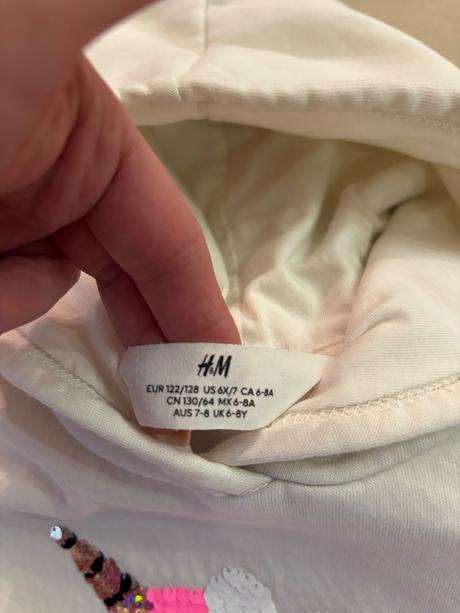 H&M
EUR 122/128 US 6X/7 CA 6-8A
CN 130/64 MX 6-8A
AUS 7-8 UK 6-8Y